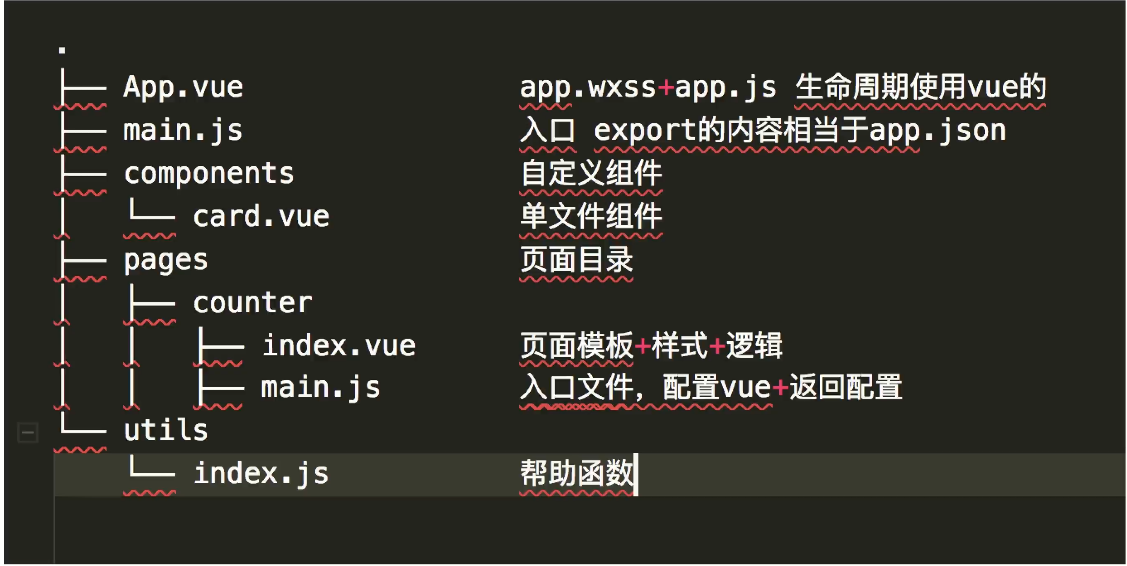 .
├── App.vue app.wxss+app.js 生命周期使用vue的
├── main.js 入口 export的内容相当于app.json
├── components 自定义组件
│   └── card.vue 单文件组件
├── pages 页面目录
│   ├── counter
│   │   ├── index.vue 页面模板+样式+逻辑
│   │   ├── main.js 入口文件，配置vue+返回配置
└── utils
    └── index.js 帮助函数